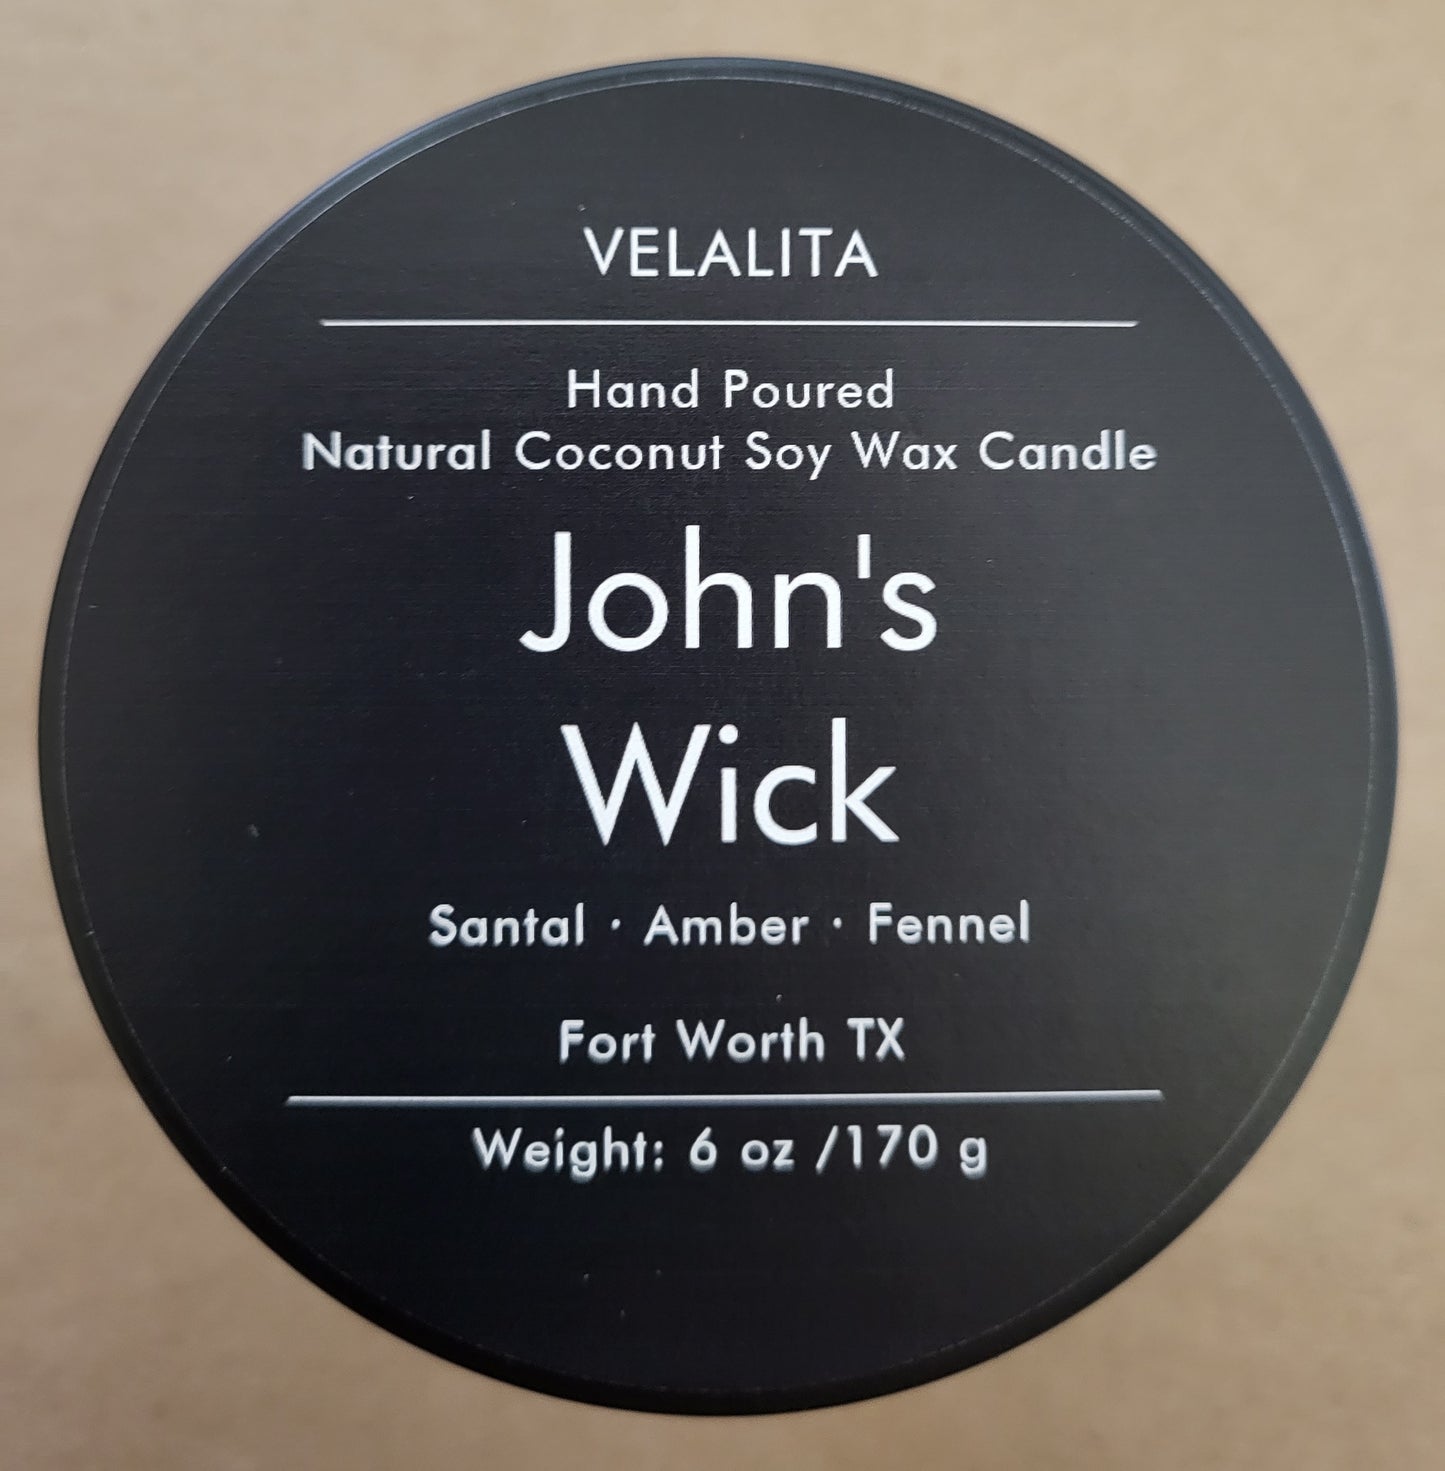 VELALITA
Hand Poured
Natural Coconut Soy Wax Candle
John's
Wick
Santal · Amber · Fennel
Fort Worth TX
Weight: 6 oz /170 g